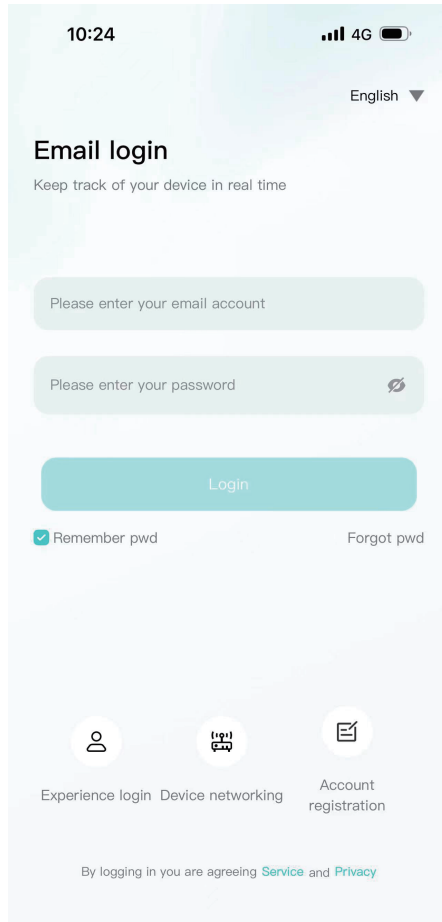 10:24
4G
English
Email login
Keep track of your device in real time
Please enter your email account
Please enter your password
Login
Remember pwd
Forgot pwd
Experience login
Device networking
Account
registration
By logging in you are agreeing Service and Privacy